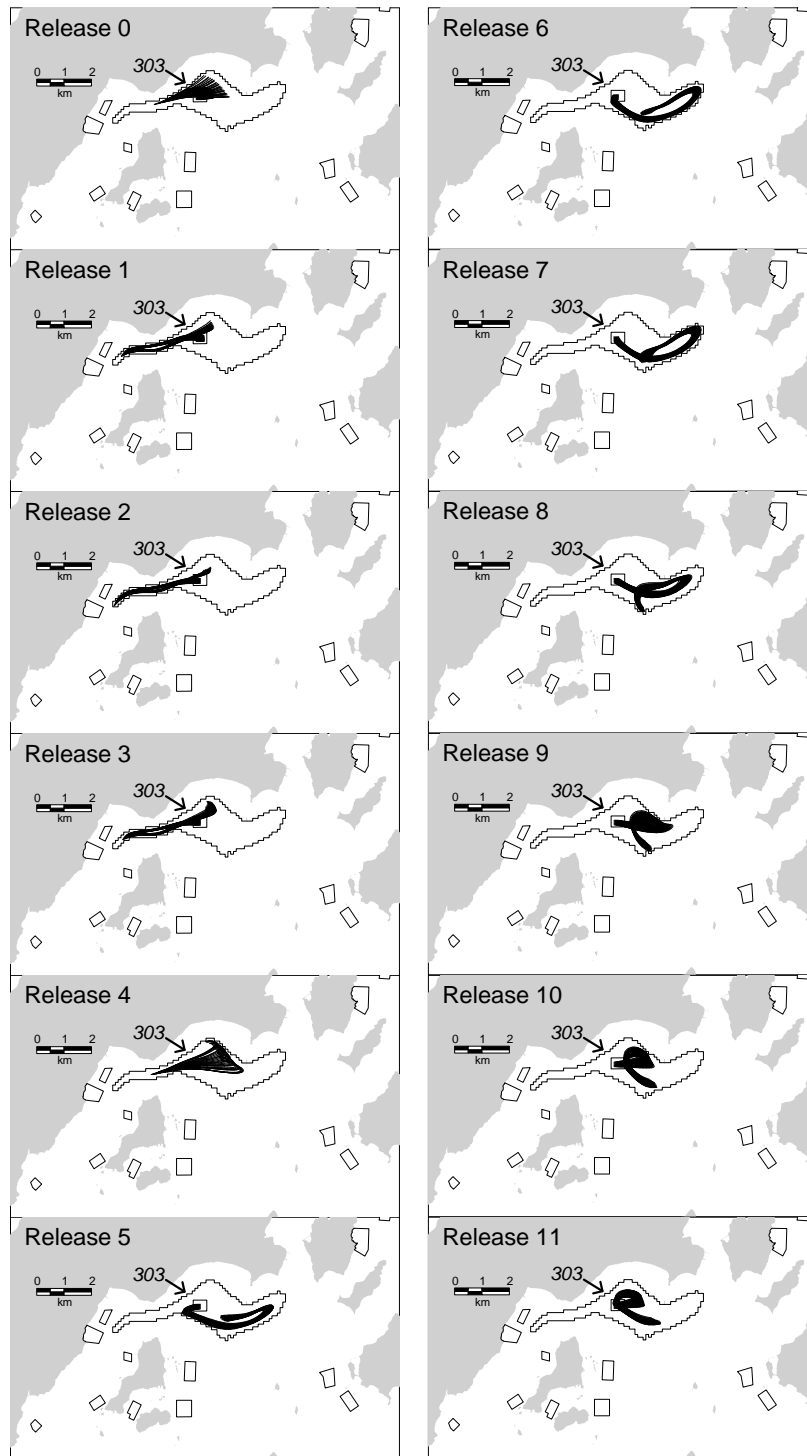 Release 0
303
0 1 2
km
Release 1
303
0 1 2
km
Release 2
303
0 1 2
km
Release 3
303
0 1 2
km
Release 4
303
0 1 2
km
Release 5
303
0 1 2
km
Release 6
303
0 1 2
km
Release 7
303
0 1 2
km
Release 8
303
0 1 2
km
Release 9
303
0 1 2
km
Release 10
303
0 1 2
km
Release 11
303
0 1 2
km